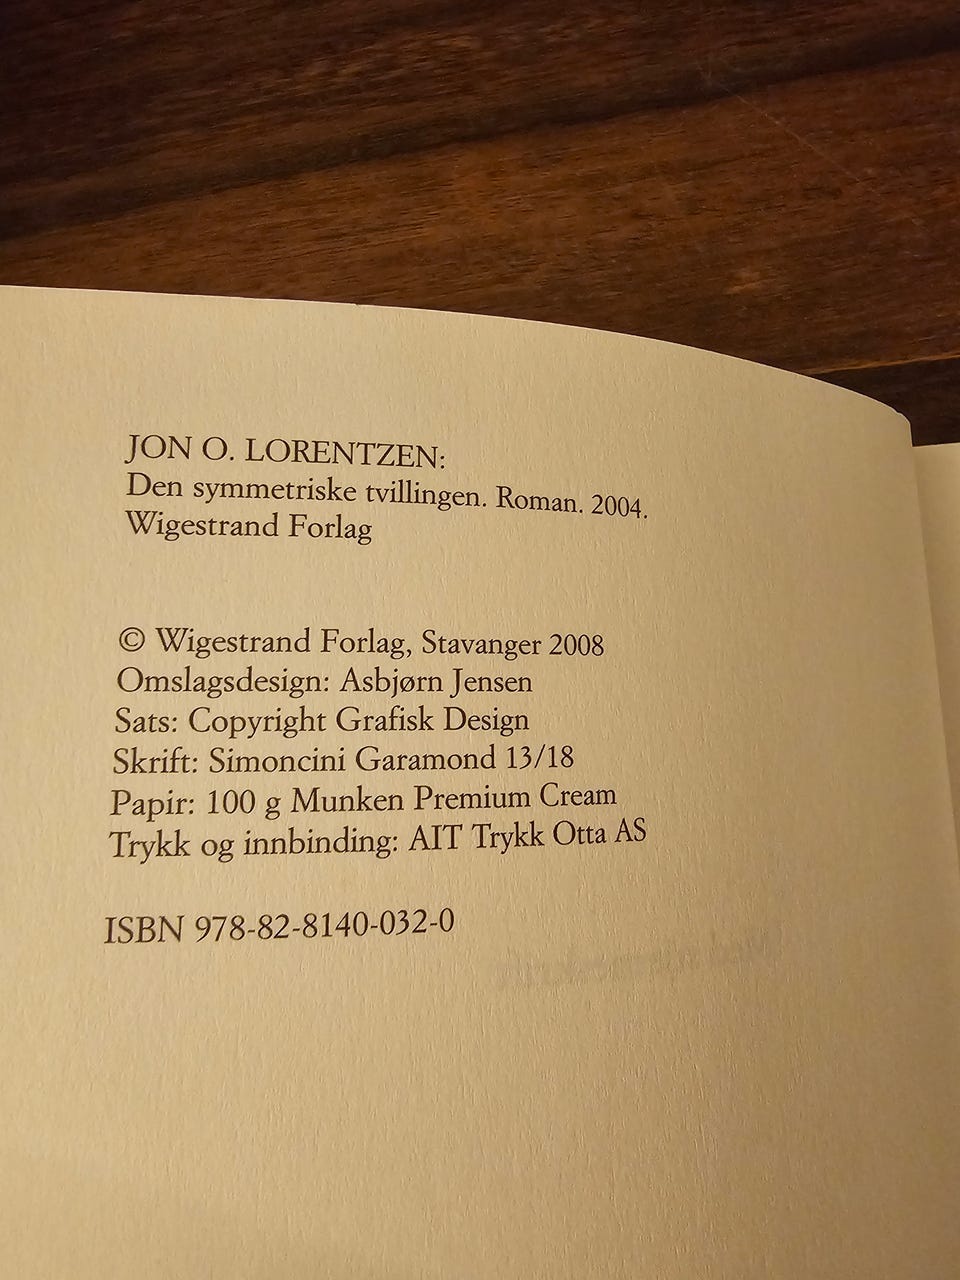 JON O. LORENTZEN:
Den symmetriske tvillingen. Roman. 2004.
Wigestrand Forlag
© Wigestrand Forlag, Stavanger 2008
Omslagsdesign: Asbjørn Jensen
Sats: Copyright Grafisk Design
Skrift: Simoncini Garamond 13/18
Papir: 100 g Munken Premium Cream
Trykk og innbinding: AIT Trykk Otta AS
ISBN 978-82-8140-032-0